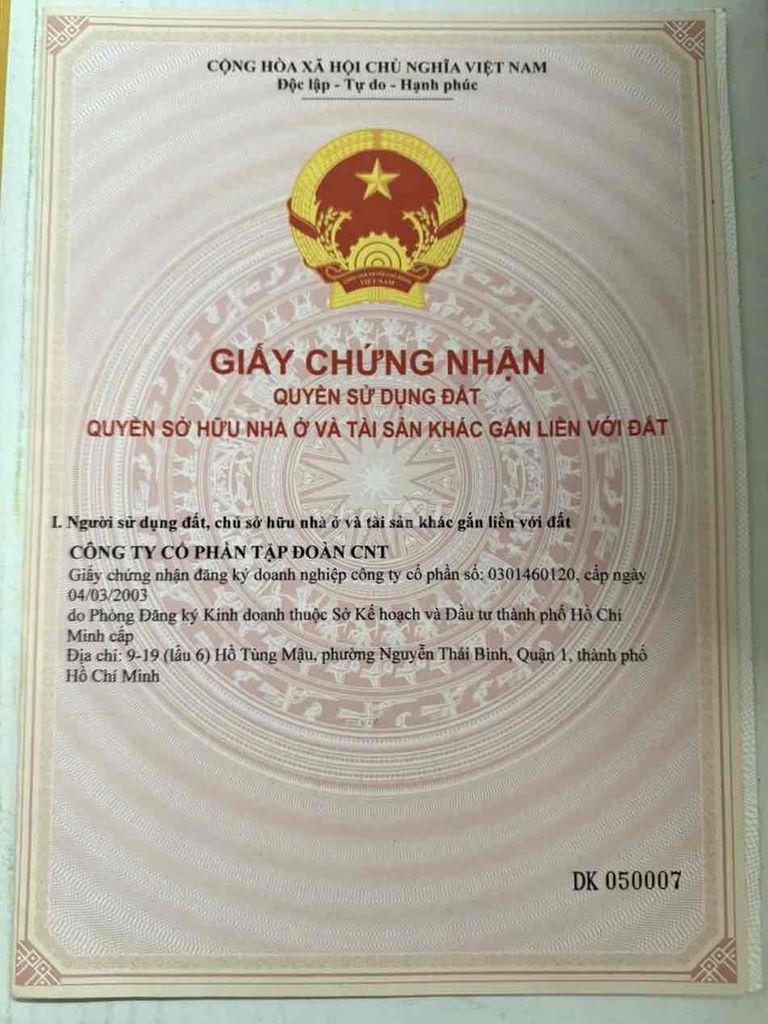 CỘNG HÒA XÃ HỘI CHỦ NGHĨA VIỆT NAM
Độc lập - Tự do - Hạnh phúc
VIỆT NAM
GIẤY CHỨNG NHẬN
QUYỀN SỬ DỤNG ĐẤT
QUYỀN SỞ HỮU NHÀ Ở VÀ TÀI SẢN KHÁC GẮN LIỀN VỚI ĐẤT
I. Người sử dụng đất, chủ sở hữu nhà ở và tài sản khác gắn liền với đất
CÔNG TY CỔ PHẦN TẬP ĐOÀN CNT
Giấy chứng nhận đăng ký doanh nghiệp công ty cổ phần số: 0301460120, cấp ngày
04/03/2003
do Phòng Đăng ký Kinh doanh thuộc Sở Kế hoạch và Đầu tư thành phố Hồ Chí
Minh cấp
Địa chỉ: 9-19 (lầu 6) Hồ Tùng Mậu, phường Nguyễn Thái Bình, Quận 1, thành phố
Hồ Chí Minh
DK 050007